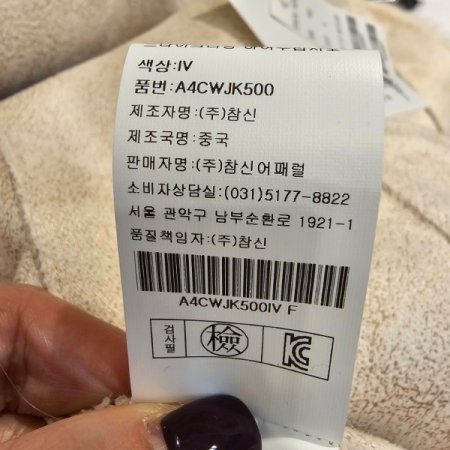 색상:IV
품번:A4CWJK500
제조자명:(주)참신
제조국명:중국
판매자명:(주)참신어패럴
소비자상담실:(031)5177-8822
서울 관악구 남부순환로 1921-1
품질책임자:(주)참신
A4CWJK500IV F
검사필
檢
KC